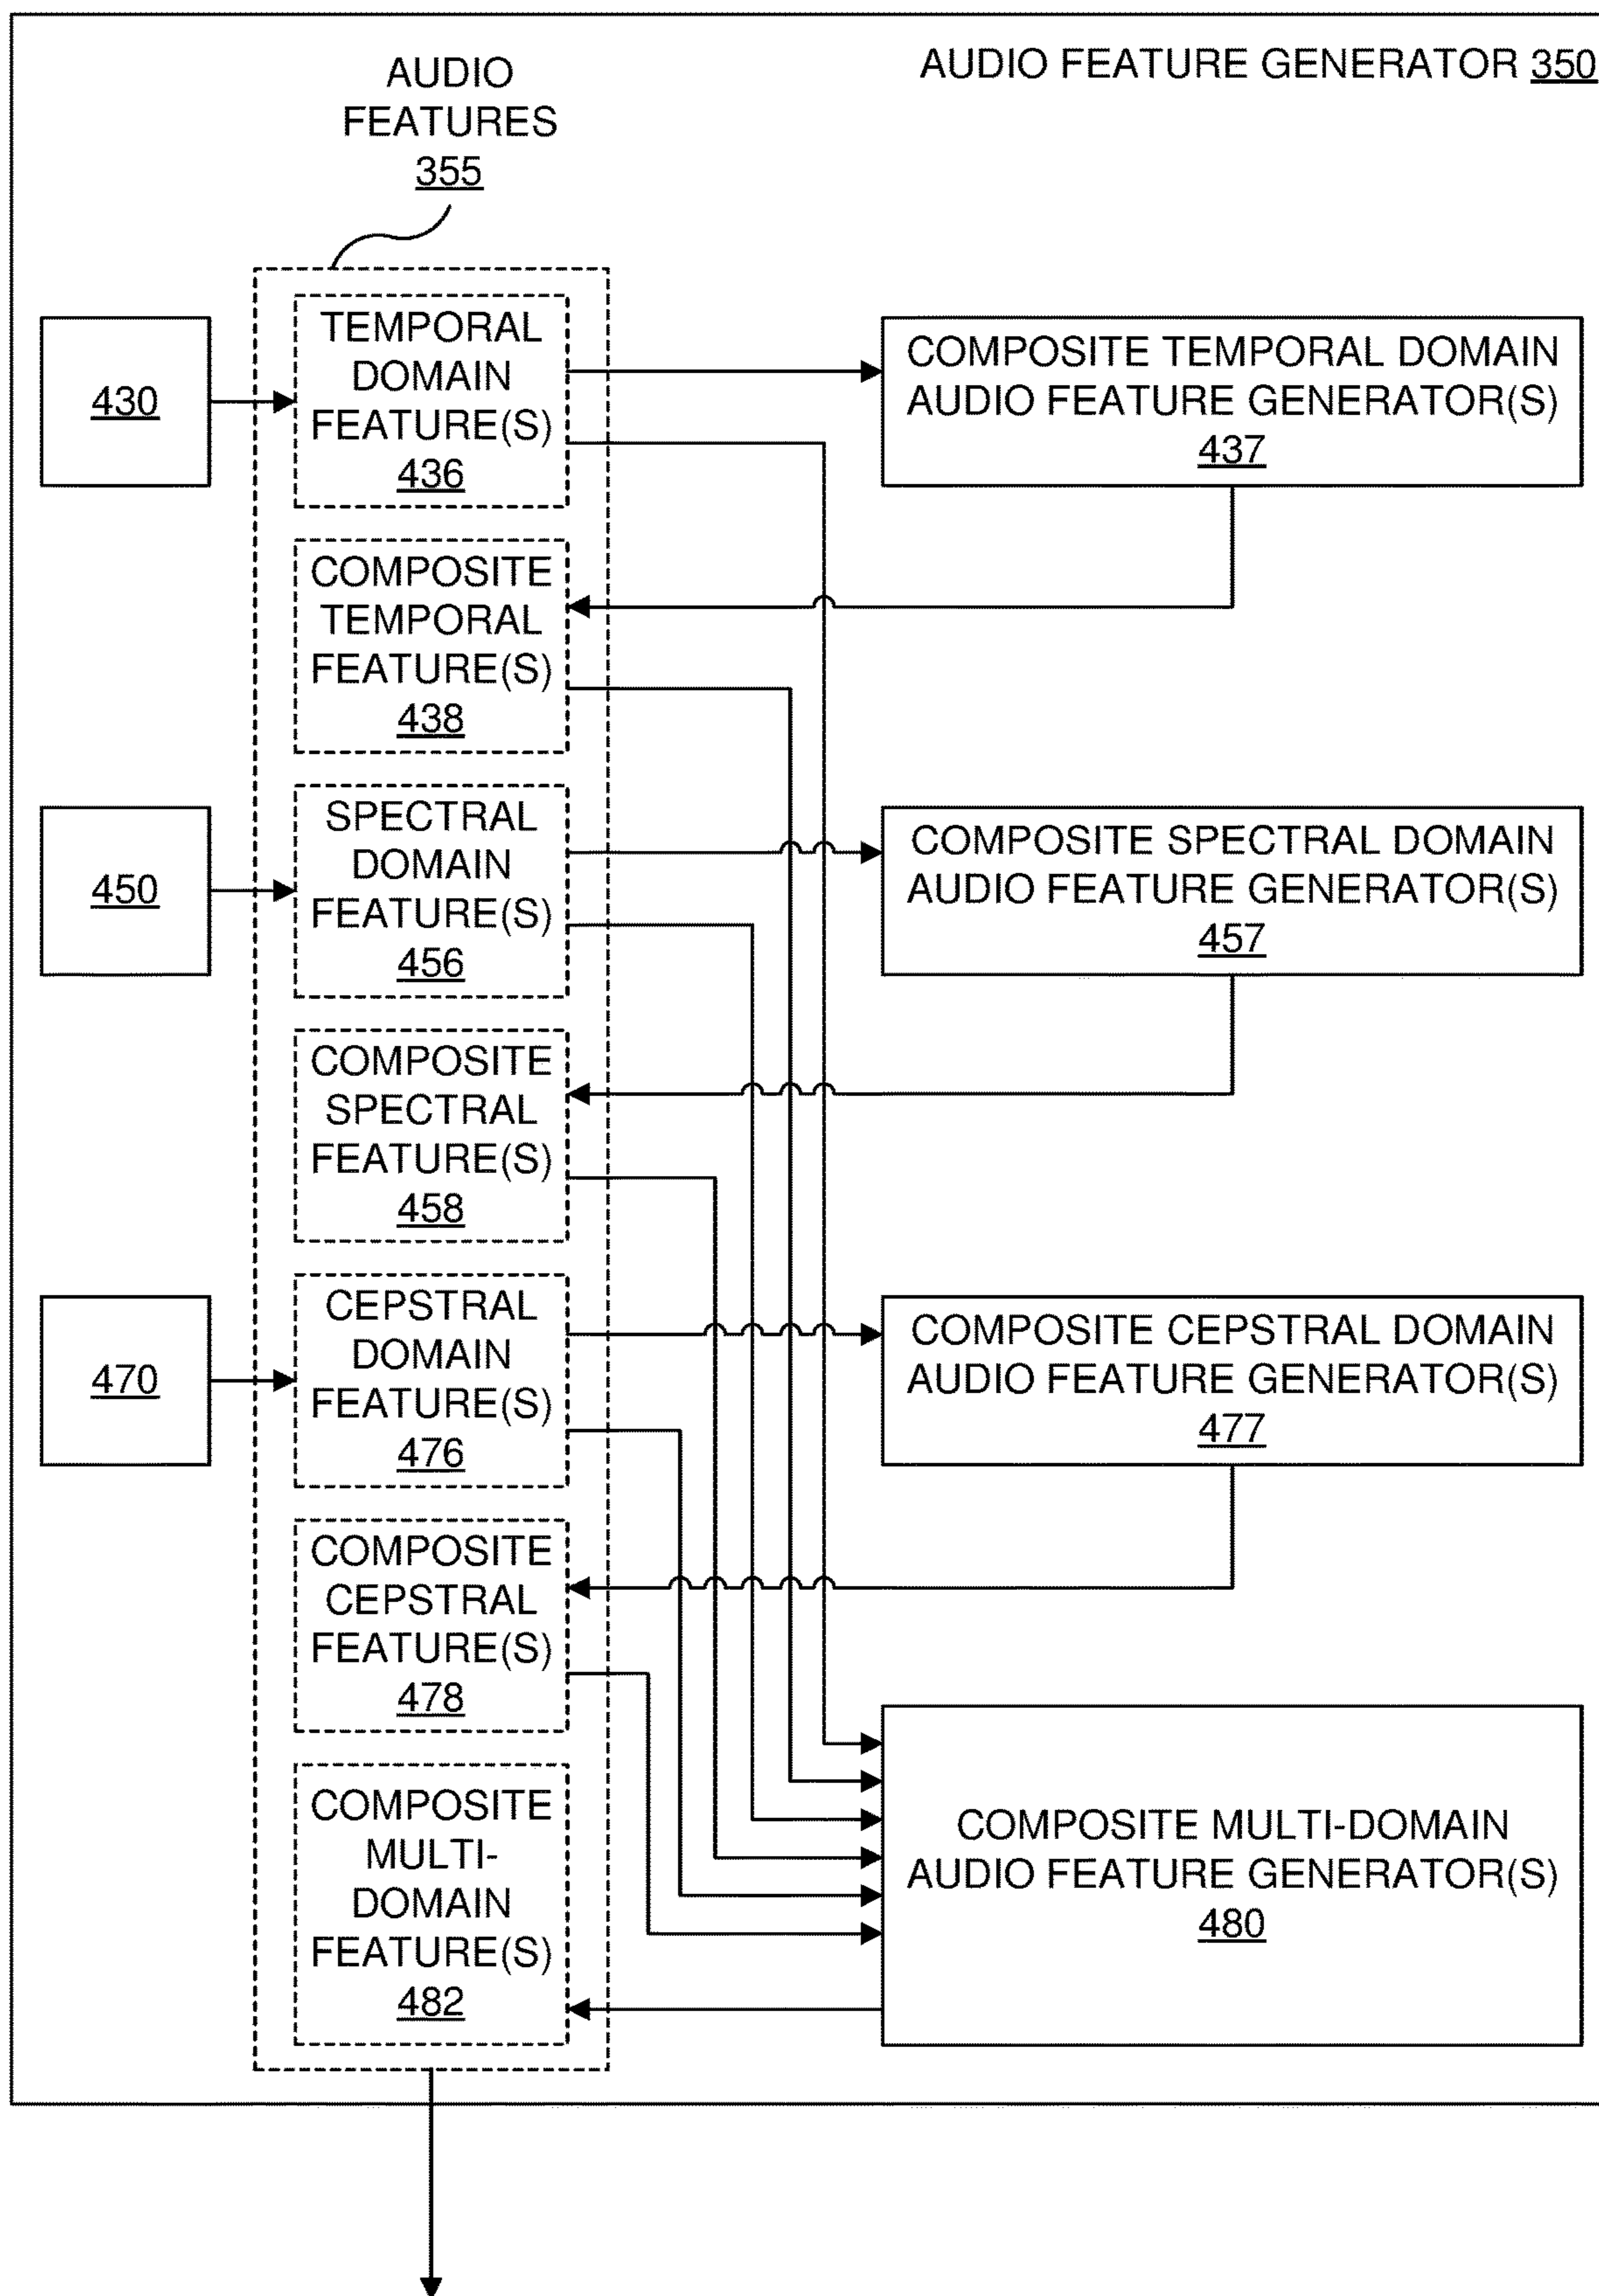 AUDIO FEATURE GENERATOR 350
AUDIO
FEATURES
355
430
TEMPORAL
DOMAIN
FEATURE(S)
436
COMPOSITE TEMPORAL DOMAIN
AUDIO FEATURE GENERATOR(S)
437
COMPOSITE
TEMPORAL
FEATURE(S)
438
450
SPECTRAL
DOMAIN
FEATURE(S)
456
COMPOSITE SPECTRAL DOMAIN
AUDIO FEATURE GENERATOR(S)
457
COMPOSITE
SPECTRAL
FEATURE(S)
458
470
CEPSTRAL
DOMAIN
FEATURE(S)
476
COMPOSITE CEPSTRAL DOMAIN
AUDIO FEATURE GENERATOR(S)
477
COMPOSITE
CEPSTRAL
FEATURE(S)
478
COMPOSITE
MULTI-
DOMAIN
FEATURE(S)
482
COMPOSITE MULTI-DOMAIN
AUDIO FEATURE GENERATOR(S)
480